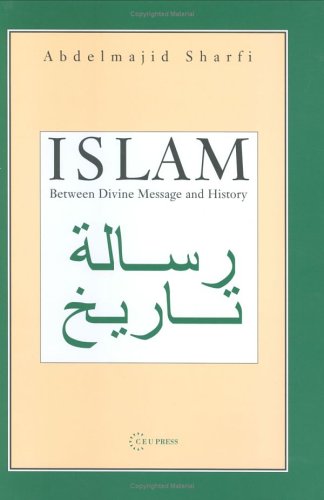 Abdelmajid Sharfi
ISLAM
Between Divine Message and History
رسالة
تاريخ
CEU PRESS